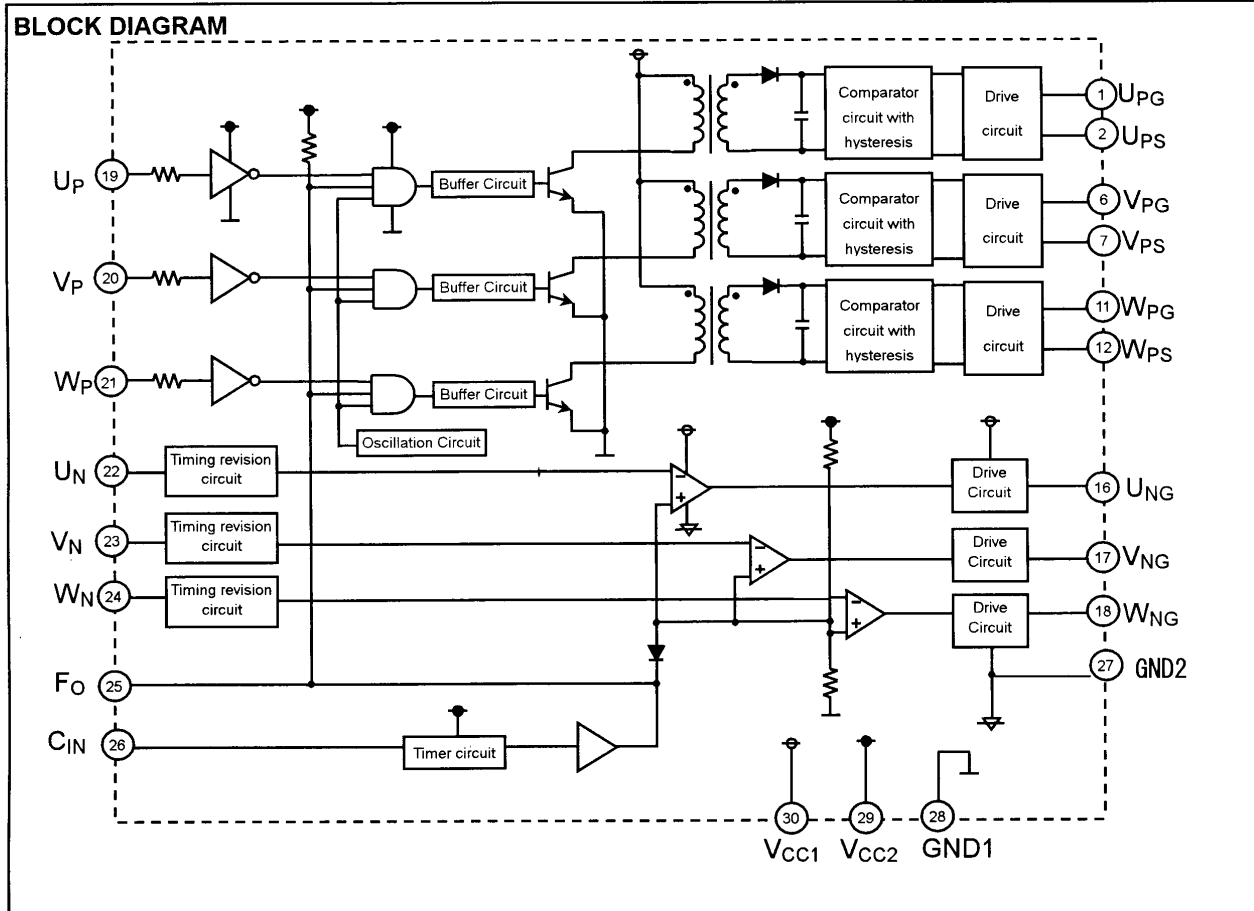 BLOCK DIAGRAM
Comparator
circuit with
hysteresis
Drive
circuit
1 UPG
2 UPS
UP 19
Buffer Circuit
Comparator
circuit with
hysteresis
Drive
circuit
6 VPG
7 VPS
VP 20
Buffer Circuit
Comparator
circuit with
hysteresis
Drive
circuit
11 WPG
12 WPS
WP 21
Buffer Circuit
Oscillation Circuit
UN 22
Timing revision
circuit
−
+
Drive
Circuit
16 UNG
VN 23
Timing revision
circuit
−
+
Drive
Circuit
17 VNG
WN 24
Timing revision
circuit
−
+
Drive
Circuit
18 WNG
27 GND2
FO 25
CIN 26
Timer circuit
30
29
28
VCC1
VCC2
GND1